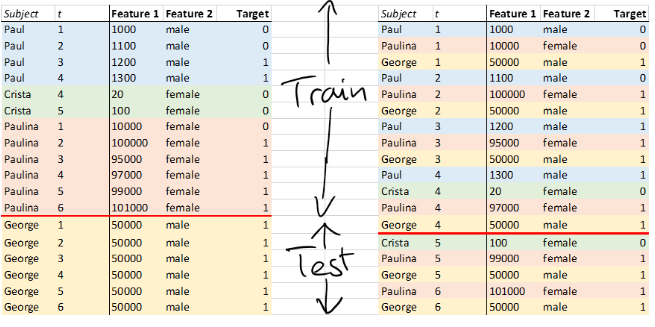 Subject t Feature 1 Feature 2 Target
Paul 1 1000 male 0
Paul 2 1100 male 0
Paul 3 1200 male 1
Paul 4 1300 male 1
Crista 4 20 female 0
Crista 5 100 female 0
Paulina 1 10000 female 0
Paulina 2 100000 female 1
Paulina 3 95000 female 1
Paulina 4 97000 female 1
Paulina 5 99000 female 1
Paulina 6 101000 female 1
George 1 50000 male 1
George 2 50000 male 1
George 3 50000 male 1
George 4 50000 male 1
George 5 50000 male 1
George 6 50000 male 1
Train
Test
Subject t Feature 1 Feature 2 Target
Paul 1 1000 male 0
Paulina 1 10000 female 0
George 1 50000 male 1
Paul 2 1100 male 0
Paulina 2 100000 female 1
George 2 50000 male 1
Paul 3 1200 male 1
Paulina 3 95000 female 1
George 3 50000 male 1
Paul 4 1300 male 1
Crista 4 20 female 0
Paulina 4 97000 female 1
George 4 50000 male 1
Crista 5 100 female 0
Paulina 5 99000 female 1
George 5 50000 male 1
Paulina 6 101000 female 1
George 6 50000 male 1